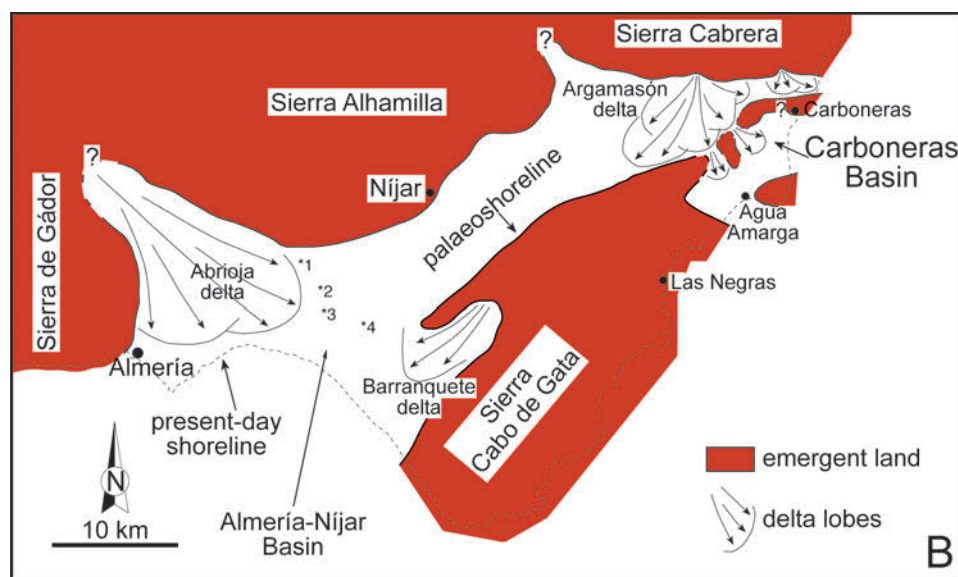 Sierra Cabrera
?
Argamasón
delta
?
Carboneras
Carboneras
Basin
Sierra Alhamilla
?
Níjar
palaeoshoreline
Agua
Amarga
Sierra de Gádor
Abrioja
delta
*1
*2
*3
*4
Las Negras
Almería
Barranquete
delta
Sierra
Cabo de Gata
present-day
shoreline
N
10 km
Almería-Níjar
Basin
emergent land
delta lobes
B